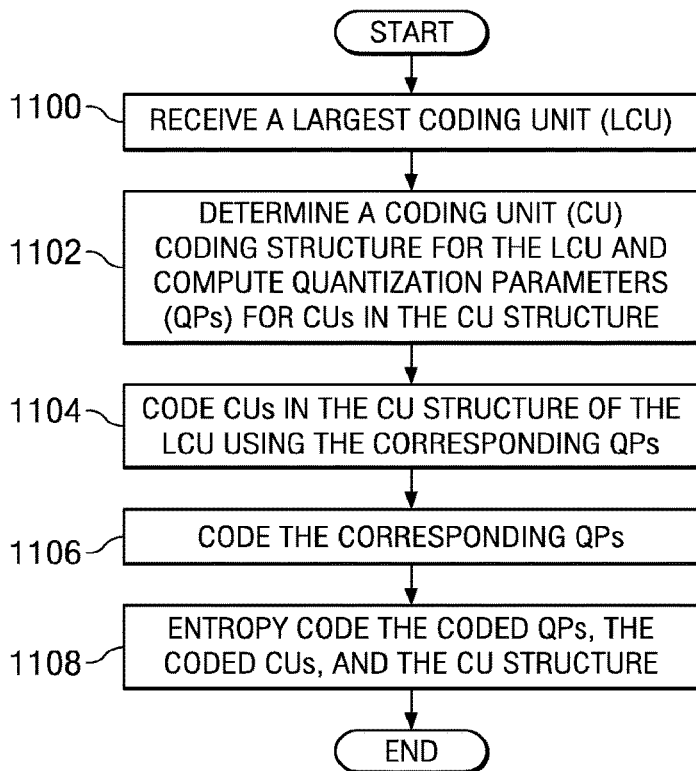 START
1100
RECEIVE A LARGEST CODING UNIT (LCU)
1102
DETERMINE A CODING UNIT (CU)
CODING STRUCTURE FOR THE LCU AND
COMPUTE QUANTIZATION PARAMETERS
(QPs) FOR CUs IN THE CU STRUCTURE
1104
CODE CUs IN THE CU STRUCTURE OF THE
LCU USING THE CORRESPONDING QPs
1106
CODE THE CORRESPONDING QPs
1108
ENTROPY CODE THE CODED QPs, THE
CODED CUs, AND THE CU STRUCTURE
END